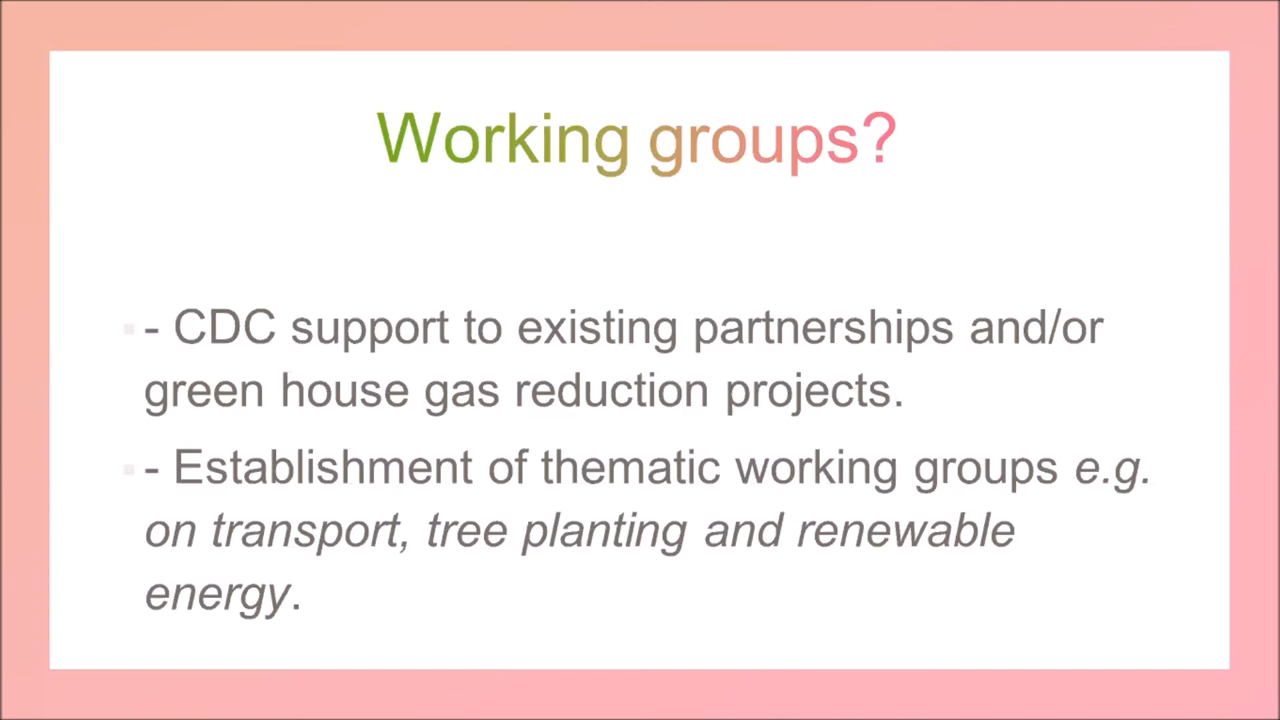 Working groups?
- CDC support to existing partnerships and/or
green house gas reduction projects.
- Establishment of thematic working groups e.g.
on transport, tree planting and renewable
energy.